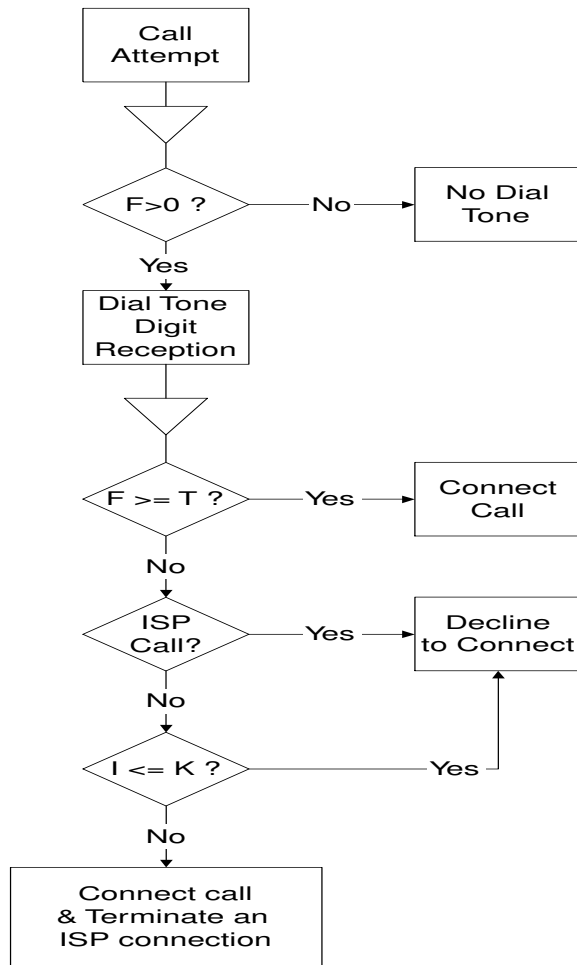 Call
Attempt
F>0 ?
No
No Dial
Tone
Yes
Dial Tone
Digit
Reception
F >= T ?
Yes
Connect
Call
No
ISP
Call?
Yes
Decline
to Connect
No
I <= K ?
Yes
No
Connect call
& Terminate an
ISP connection